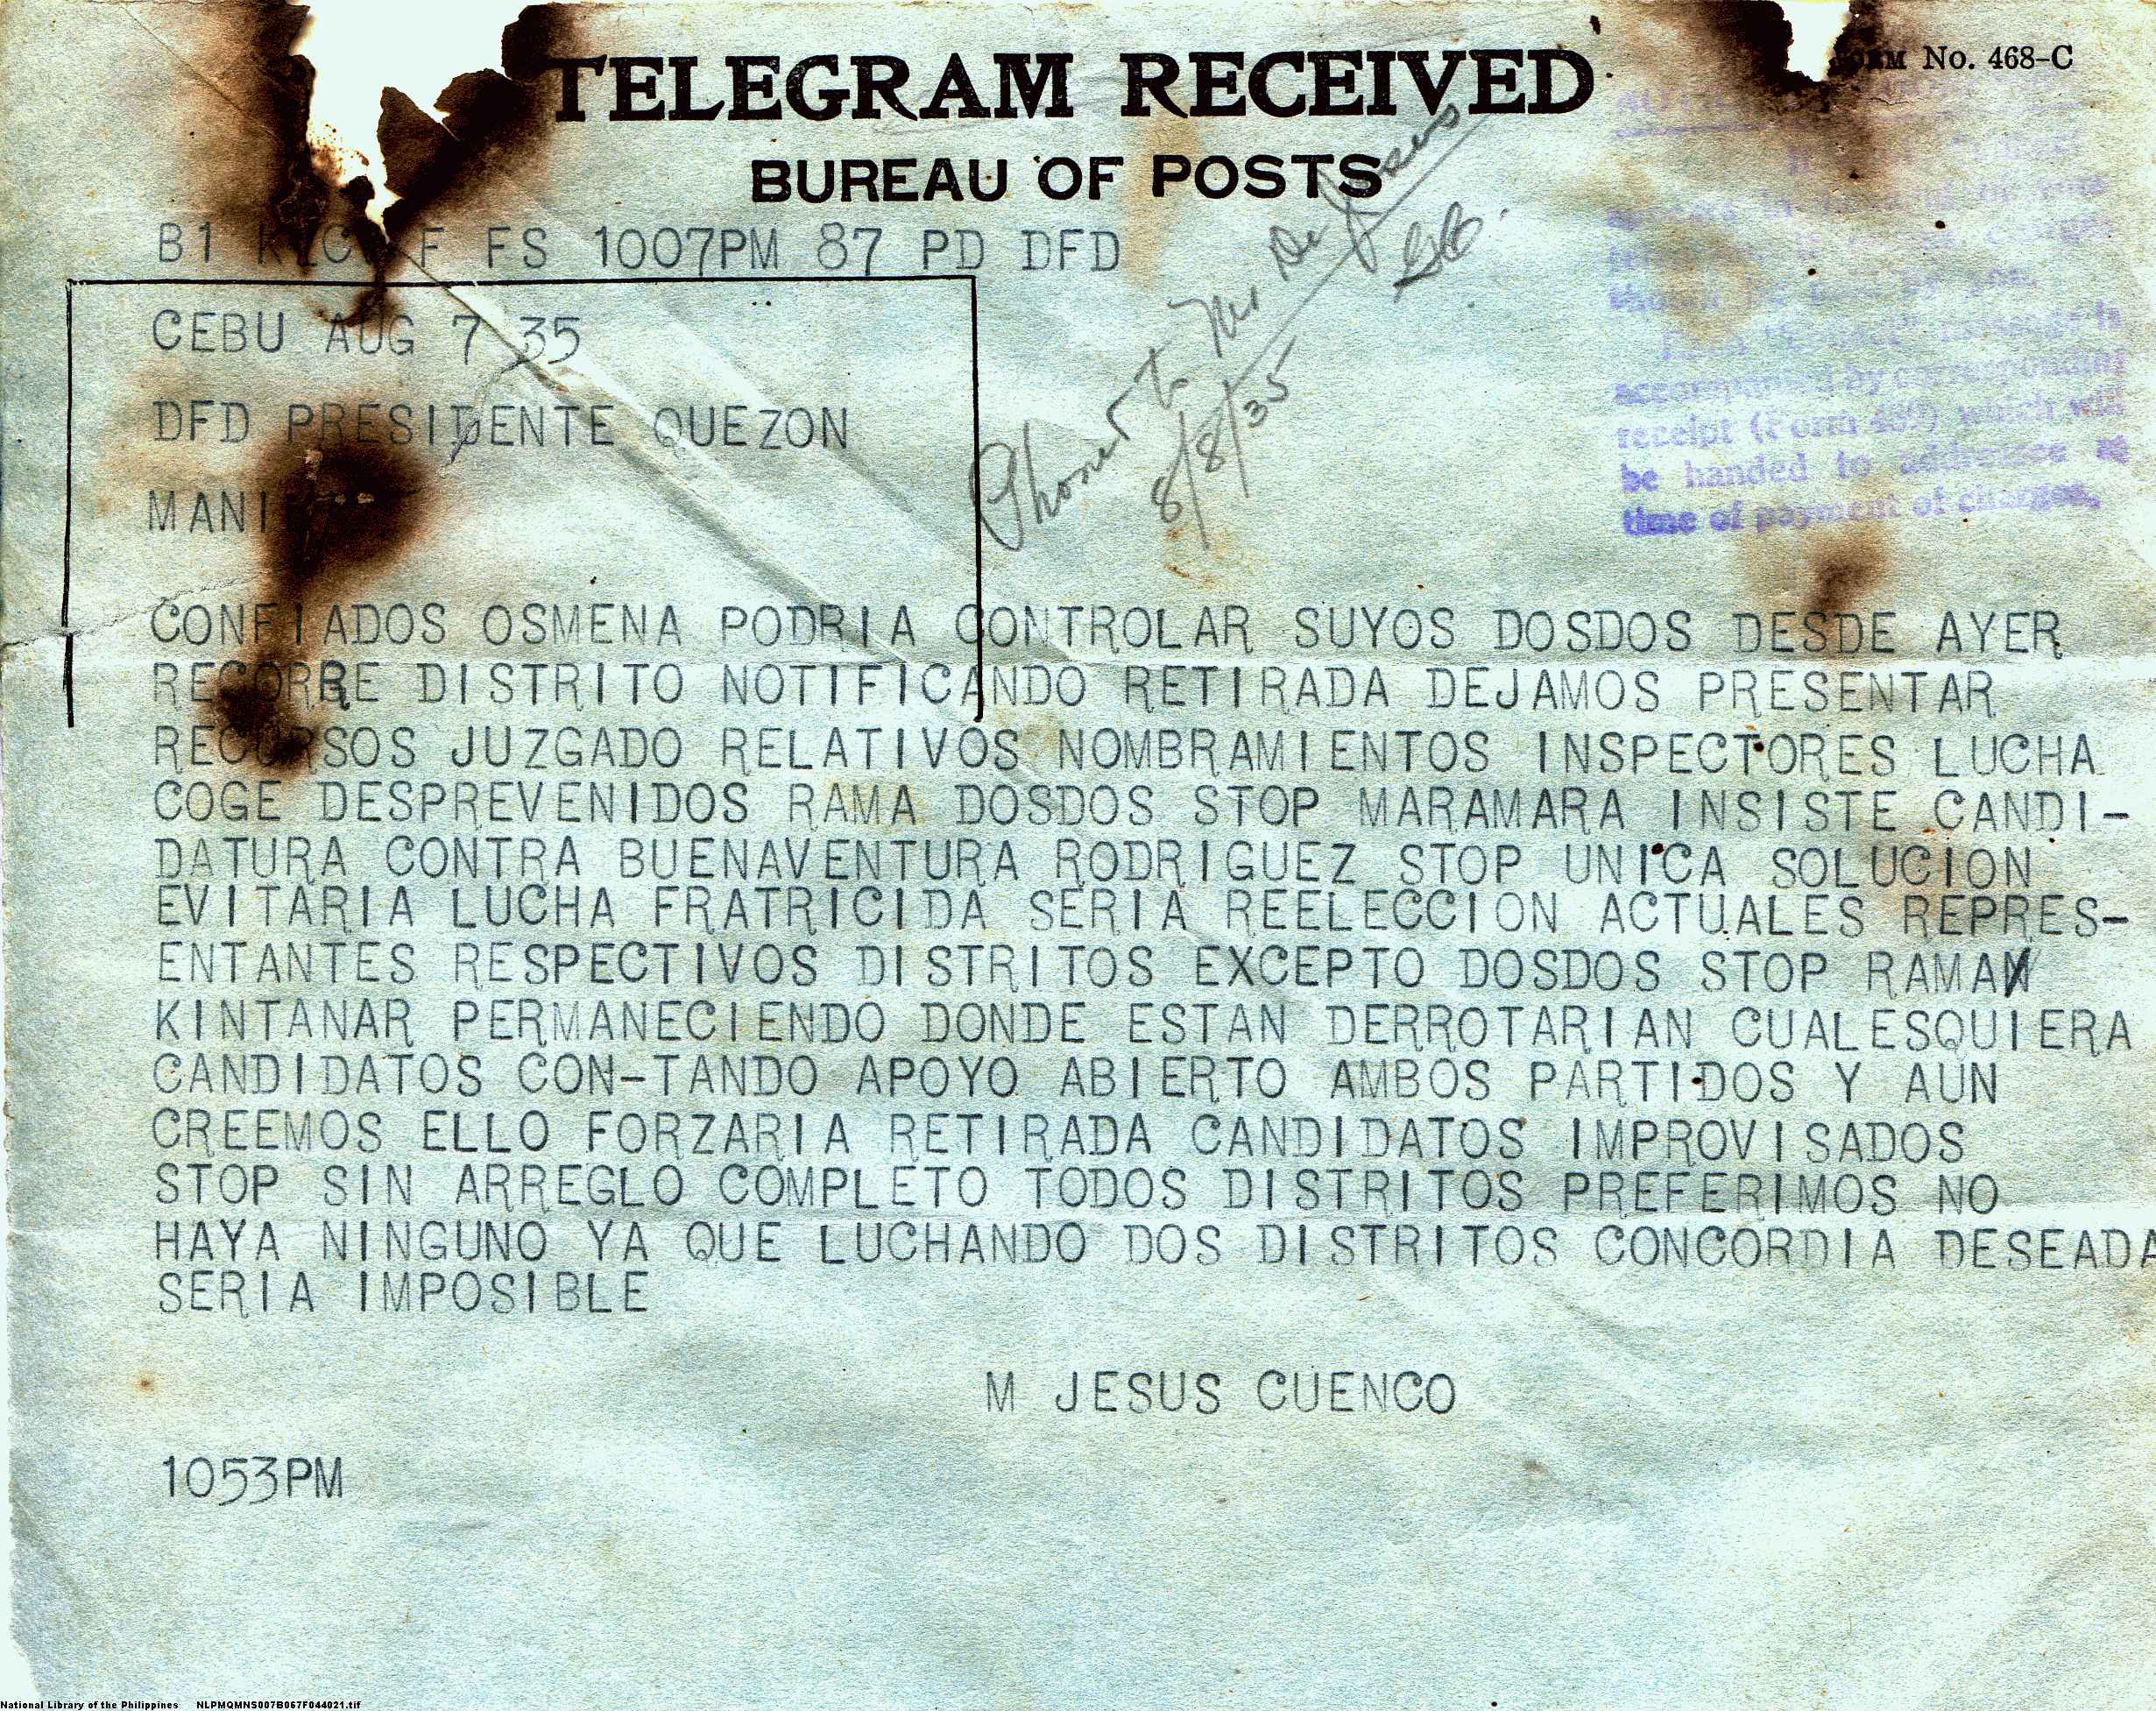 FORM No. 468-C
TELEGRAM RECEIVED
BUREAU OF POSTS
B1 F FS 1007PM 87 PD DFD
CEBU AUG 7 35
DFD PRESIDENTE QUEZON
MANI
Phoned to Mr De Jesus
8/8/35
accompanied by corresponding
receipt (Form 469) which will
be handed to addressee at
time of payment of charges.
CONFIADOS OSMENA PODRIA CONTROLAR SUYOS DOSDOS DESDE AYER
RECORRE DISTRITO NOTIFICANDO RETIRADA DEJAMOS PRESENTAR
RECURSOS JUZGADO RELATIVOS NOMBRAMIENTOS INSPECTORES LUCHA
COGE DESPREVENIDOS RAMA DOSDOS STOP MARAMARA INSISTE CANDI-
DATURA CONTRA BUENAVENTURA RODRIGUEZ STOP UNICA SOLUCION
EVITARIA LUCHA FRATRICIDA SERIA REELECCION ACTUALES REPRES-
ENTANTES RESPECTIVOS DISTRITOS EXCEPTO DOSDOS STOP RAMA
KINTANAR PERMANECIENDO DONDE ESTAN DERROTARIAN CUALESQUIERA
CANDIDATOS CON-TANDO APOYO ABIERTO AMBOS PARTIDOS Y AUN
CREEMOS ELLO FORZARIA RETIRADA CANDIDATOS IMPROVISADOS
STOP SIN ARREGLO COMPLETO TODOS DISTRITOS PREFERIMOS NO
HAYA NINGUNO YA QUE LUCHANDO DOS DISTRITOS CONCORDIA DESEADA
SERIA IMPOSIBLE
M JESUS CUENCO
1053PM
National Library of the Philippines NLPMQMNS007B067F044021.tif